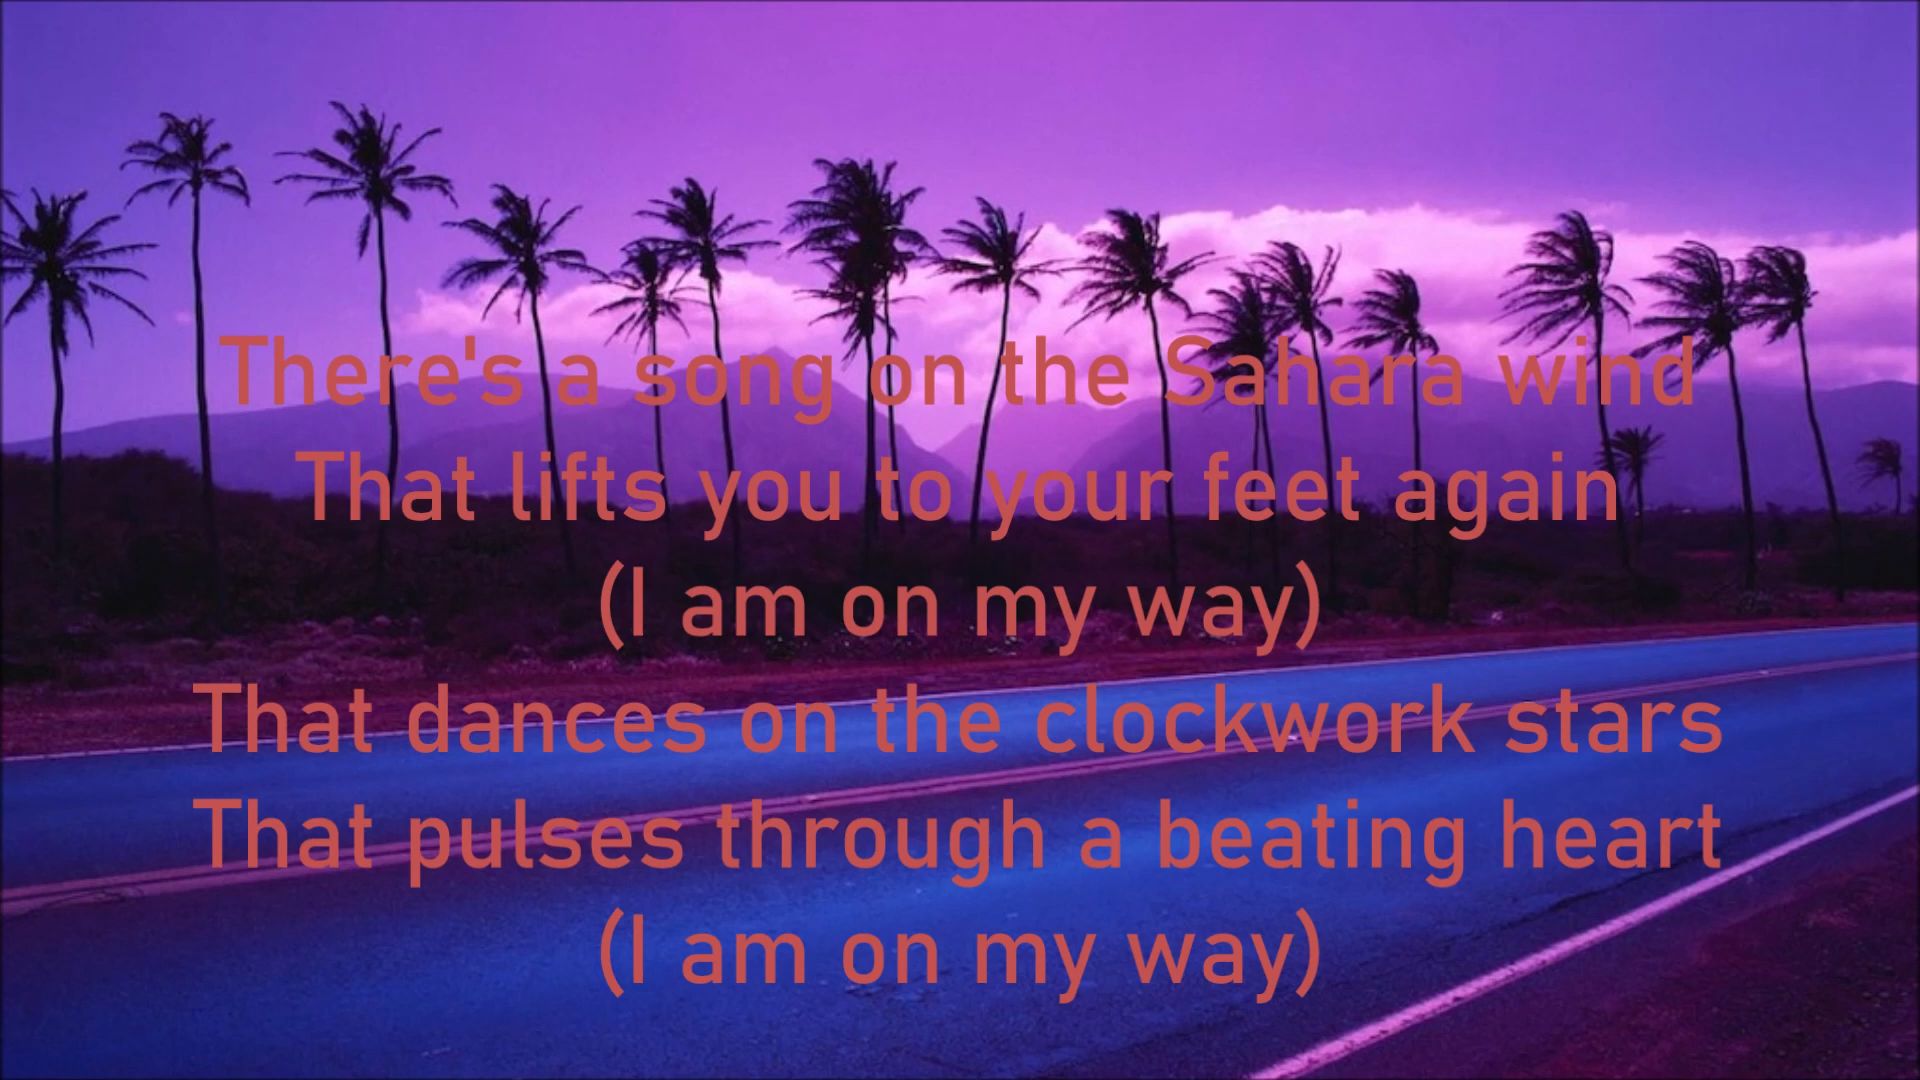 There's a song on the Sahara wind
That lifts you to your feet again
(I am on my way)
That dances on the clockwork stars
That pulses through a beating heart
(I am on my way)